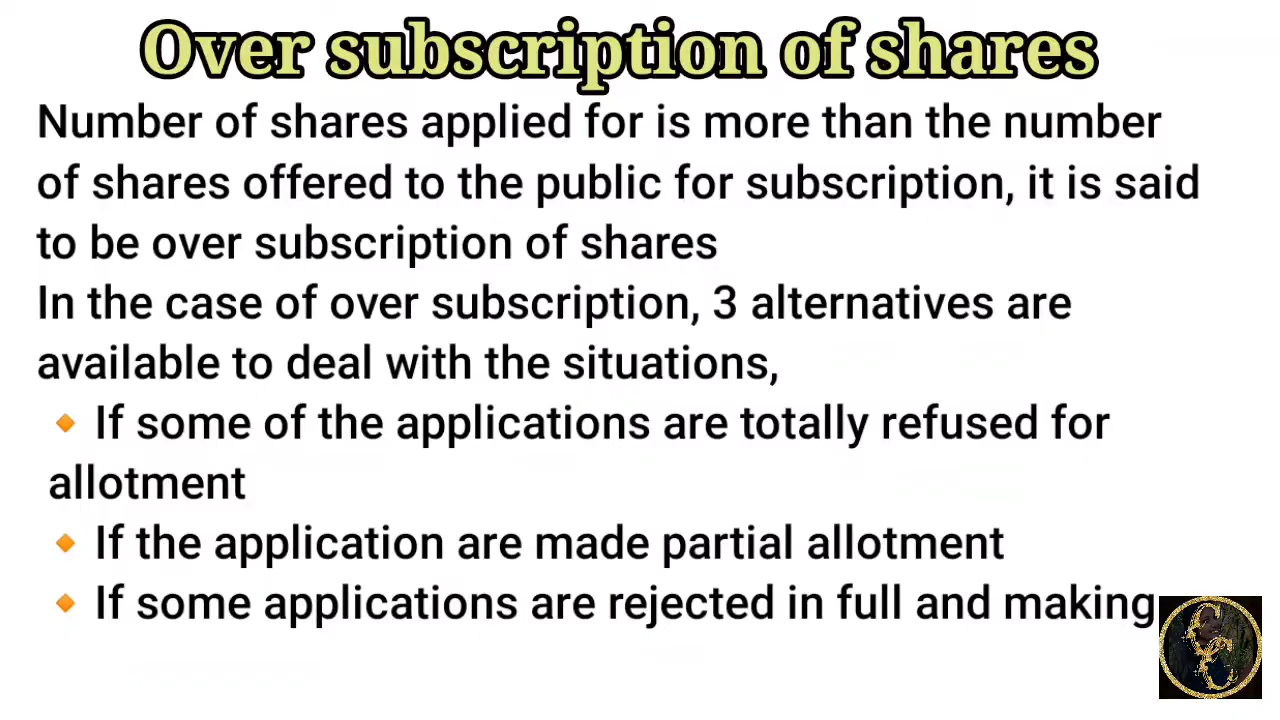 Over subscription of shares
Number of shares applied for is more than the number
of shares offered to the public for subscription, it is said
to be over subscription of shares
In the case of over subscription, 3 alternatives are
available to deal with the situations,
🔸If some of the applications are totally refused for
allotment
🔸If the application are made partial allotment
🔸If some applications are rejected in full and making